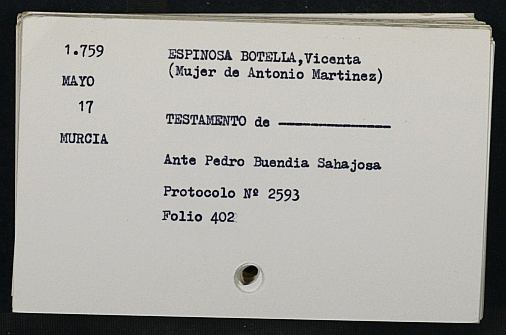 1.759
MAYO
17
MURCIA
ESPINOSA BOTELLA,Vicenta
(Mujer de Antonio Martinez)
TESTAMENTO de ————————
Ante Pedro Buendia Sahajosa
Protocolo Nº 2593
Folio 402